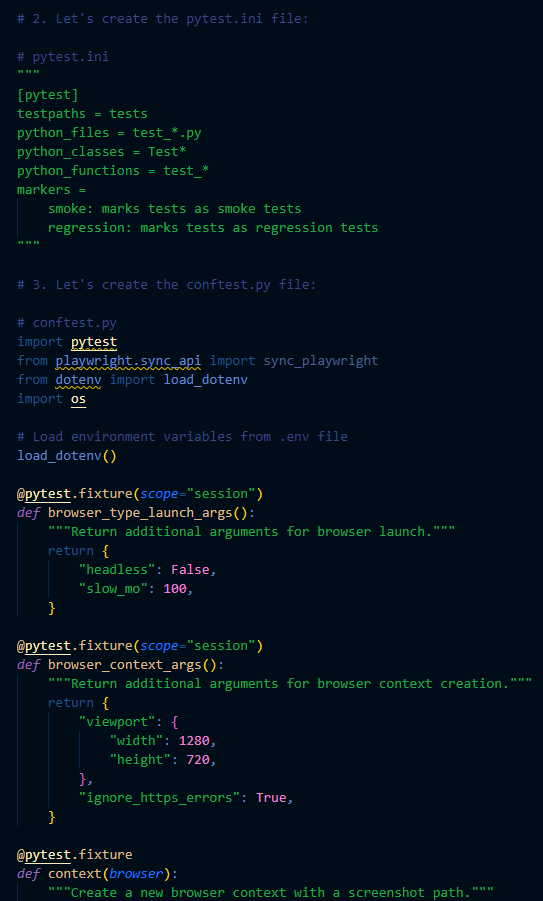 # 2. Let's create the pytest.ini file:
# pytest.ini
"""
[pytest]
testpaths = tests
python_files = test_*.py
python_classes = Test*
python_functions = test_*
markers =
    smoke: marks tests as smoke tests
    regression: marks tests as regression tests
"""
# 3. Let's create the conftest.py file:
# conftest.py
import pytest
from playwright.sync_api import sync_playwright
from dotenv import load_dotenv
import os
# Load environment variables from .env file
load_dotenv()
@pytest.fixture(scope="session")
def browser_type_launch_args():
    """Return additional arguments for browser launch."""
    return {
        "headless": False,
        "slow_mo": 100,
    }
@pytest.fixture(scope="session")
def browser_context_args():
    """Return additional arguments for browser context creation."""
    return {
        "viewport": {
            "width": 1280,
            "height": 720,
        },
        "ignore_https_errors": True,
    }
@pytest.fixture
def context(browser):
    """Create a new browser context with a screenshot path."""